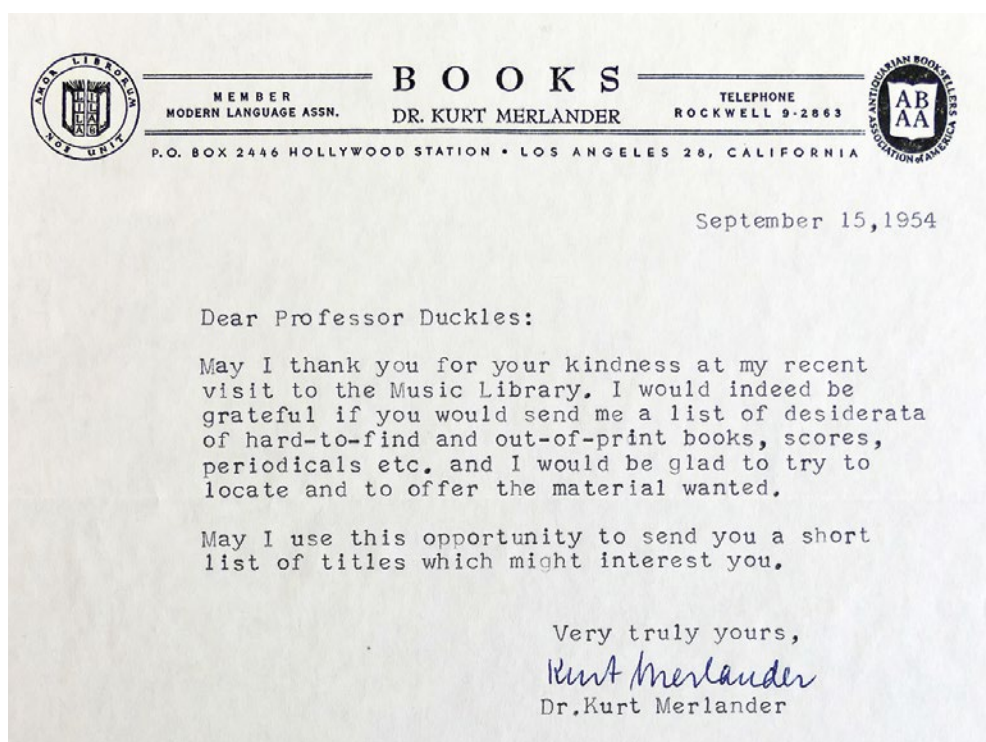 AMOR LIBRORUM NOS UNIT
MEMBER
MODERN LANGUAGE ASSN.
BOOKS
DR. KURT MERLANDER
TELEPHONE
ROCKWELL 9-2863
ANTIQUARIAN BOOKSELLERS ASSOCIATION of AMERICA
AB
AA
P.O. BOX 2446 HOLLYWOOD STATION • LOS ANGELES 28, CALIFORNIA
September 15,1954
Dear Professor Duckles:
May I thank you for your kindness at my recent
visit to the Music Library. I would indeed be
grateful if you would send me a list of desiderata
of hard-to-find and out-of-print books, scores,
periodicals etc. and I would be glad to try to
locate and to offer the material wanted.
May I use this opportunity to send you a short
list of titles which might interest you.
Very truly yours,
Kurt Merlander
Dr.Kurt Merlander